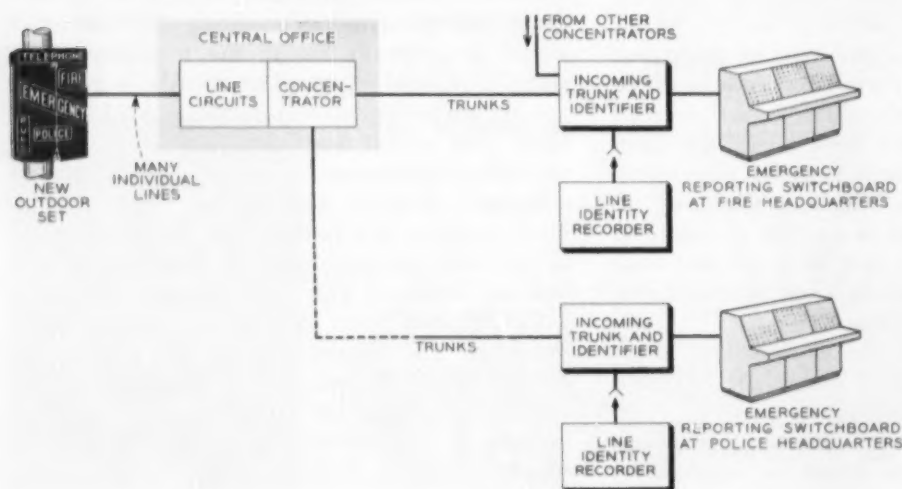 TELEPHONE
FIRE
EMERGENCY
POLICE
NEW
OUTDOOR
SET
MANY
INDIVIDUAL
LINES
CENTRAL OFFICE
LINE
CIRCUITS
CONCEN-
TRATOR
TRUNKS
FROM OTHER
CONCENTRATORS
INCOMING
TRUNK AND
IDENTIFIER
LINE
IDENTITY
RECORDER
EMERGENCY
REPORTING SWITCHBOARD
AT FIRE HEADQUARTERS
TRUNKS
INCOMING
TRUNK AND
IDENTIFIER
LINE
IDENTITY
RECORDER
EMERGENCY
REPORTING SWITCHBOARD
AT POLICE HEADQUARTERS